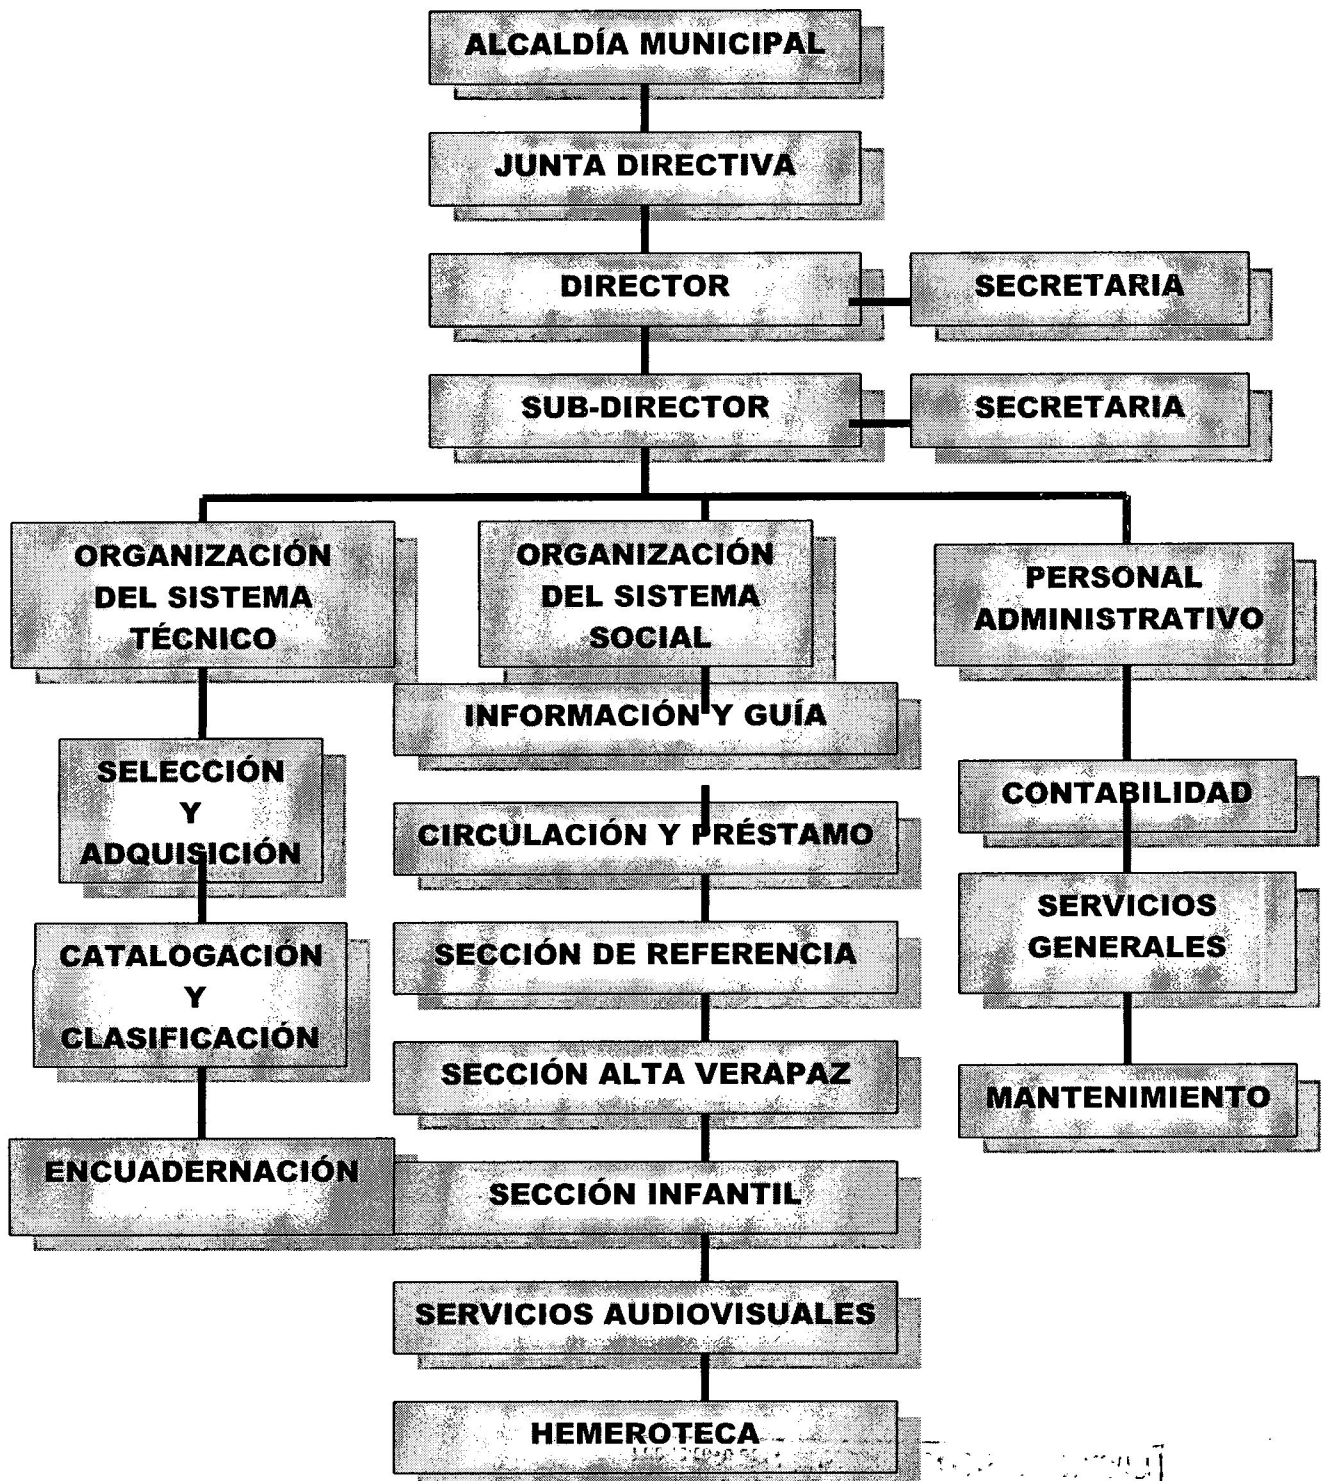 ALCALDÍA MUNICIPAL
JUNTA DIRECTIVA
DIRECTOR
SECRETARIA
SUB-DIRECTOR
SECRETARIA
ORGANIZACIÓN
DEL SISTEMA
TÉCNICO
SELECCIÓN
Y
ADQUISICIÓN
CATALOGACIÓN
Y
CLASIFICACIÓN
ENCUADERNACIÓN
ORGANIZACIÓN
DEL SISTEMA
SOCIAL
INFORMACIÓN Y GUÍA
CIRCULACIÓN Y PRÉSTAMO
SECCIÓN DE REFERENCIA
SECCIÓN ALTA VERAPAZ
SECCIÓN INFANTIL
SERVICIOS AUDIOVISUALES
HEMEROTECA
PERSONAL
ADMINISTRATIVO
CONTABILIDAD
SERVICIOS
GENERALES
MANTENIMIENTO